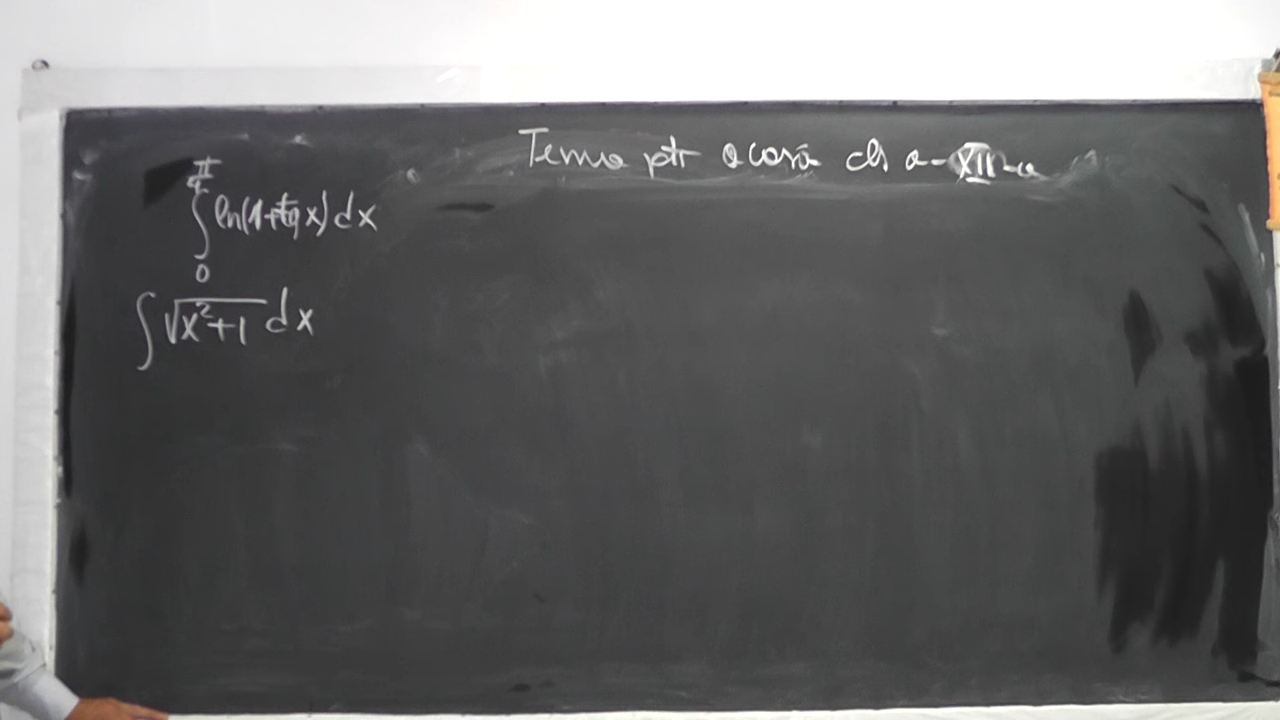 Tema ptr acasă cls a-XII-a
∫₀^{π/4} ln(1+tg x) dx
∫ √(x²+1) dx